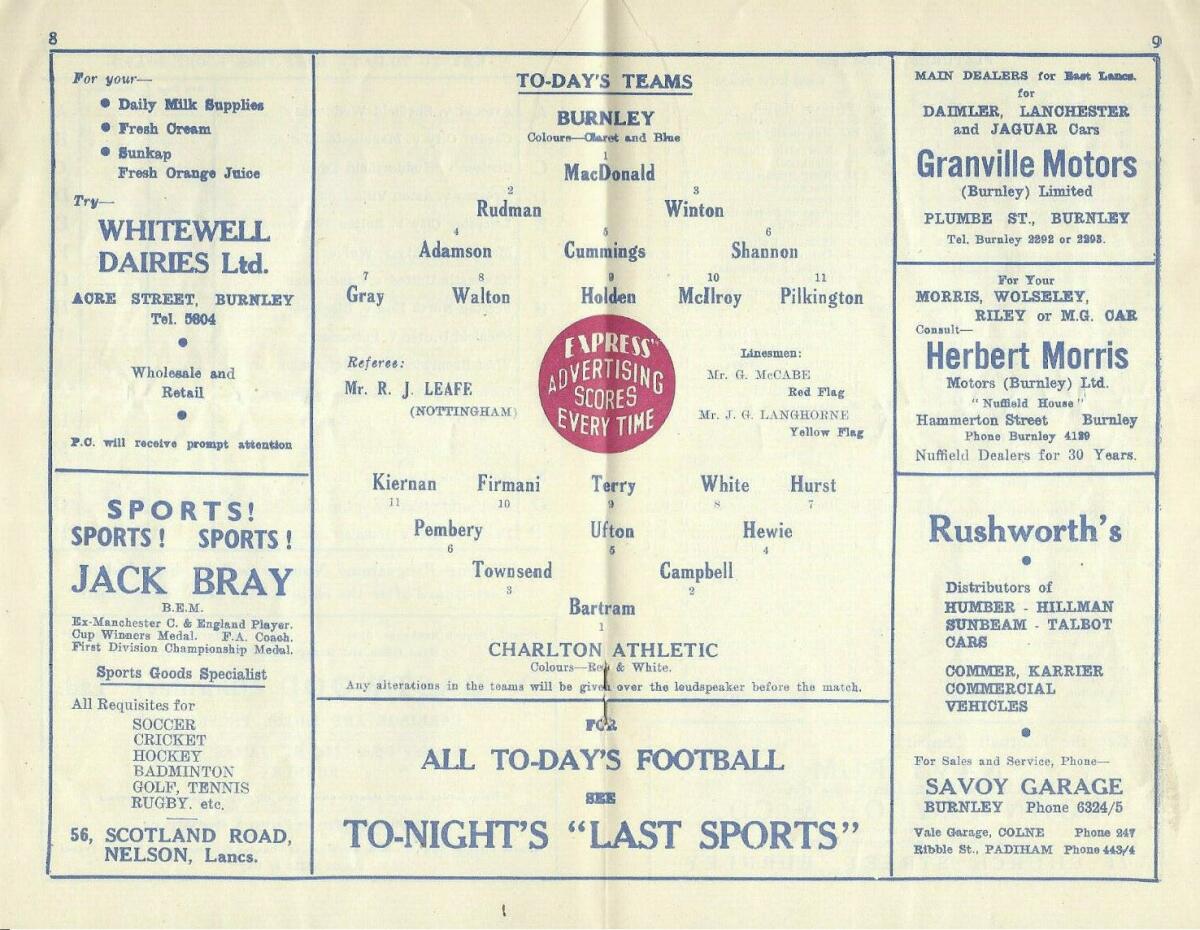 8
9
For your—
● Daily Milk Supplies
● Fresh Cream
● Sunkap
Fresh Orange Juice
Try—
WHITEWELL
DAIRIES Ltd.
ACRE STREET, BURNLEY
Tel. 5604
●
Wholesale and
Retail
●
P.C. will receive prompt attention
SPORTS!
SPORTS! SPORTS!
JACK BRAY
B.E.M.
Ex-Manchester C. & England Player.
Cup Winners Medal. F.A. Coach.
First Division Championship Medal.
Sports Goods Specialist
All Requisites for
SOCCER
CRICKET
HOCKEY
BADMINTON
GOLF, TENNIS
RUGBY. etc.
56, SCOTLAND ROAD,
NELSON, Lancs.
TO-DAY'S TEAMS
BURNLEY
Colours—Claret and Blue
1
MacDonald
2 3
Rudman Winton
4 5 6
Adamson Cummings Shannon
7 8 9 10 11
Gray Walton Holden McIlroy Pilkington
Referee:
Mr. R. J. LEAFE
(NOTTINGHAM)
EXPRESS"
ADVERTISING
SCORES
EVERY TIME
Linesmen:
Mr. G. McCABE
Red Flag
Mr. J. G. LANGHORNE
Yellow Flag
Kiernan Firmani Terry White Hurst
11 10 9 8 7
Pembery Ufton Hewie
6 5 4
Townsend Campbell
3 2
Bartram
1
CHARLTON ATHLETIC
Colours—Red & White.
Any alterations in the teams will be given over the loudspeaker before the match.
FOR
ALL TO-DAY'S FOOTBALL
SEE
TO-NIGHT'S "LAST SPORTS"
MAIN DEALERS for East Lancs.
for
DAIMLER, LANCHESTER
and JAGUAR Cars
Granville Motors
(Burnley) Limited
PLUMBE ST., BURNLEY
Tel. Burnley 2292 or 2293.
For Your
MORRIS, WOLSELEY,
RILEY or M.G. CAR
Consult—
Herbert Morris
Motors (Burnley) Ltd.
"Nuffield House"
Hammerton Street Burnley
Phone Burnley 4189
Nuffield Dealers for 30 Years.
Rushworth's
●
Distributors of
HUMBER - HILLMAN
SUNBEAM - TALBOT
CARS
COMMER, KARRIER
COMMERCIAL
VEHICLES
●
For Sales and Service, Phone—
SAVOY GARAGE
BURNLEY Phone 6324/5
Vale Garage, COLNE Phone 247
Ribble St., PADIHAM Phone 443/4